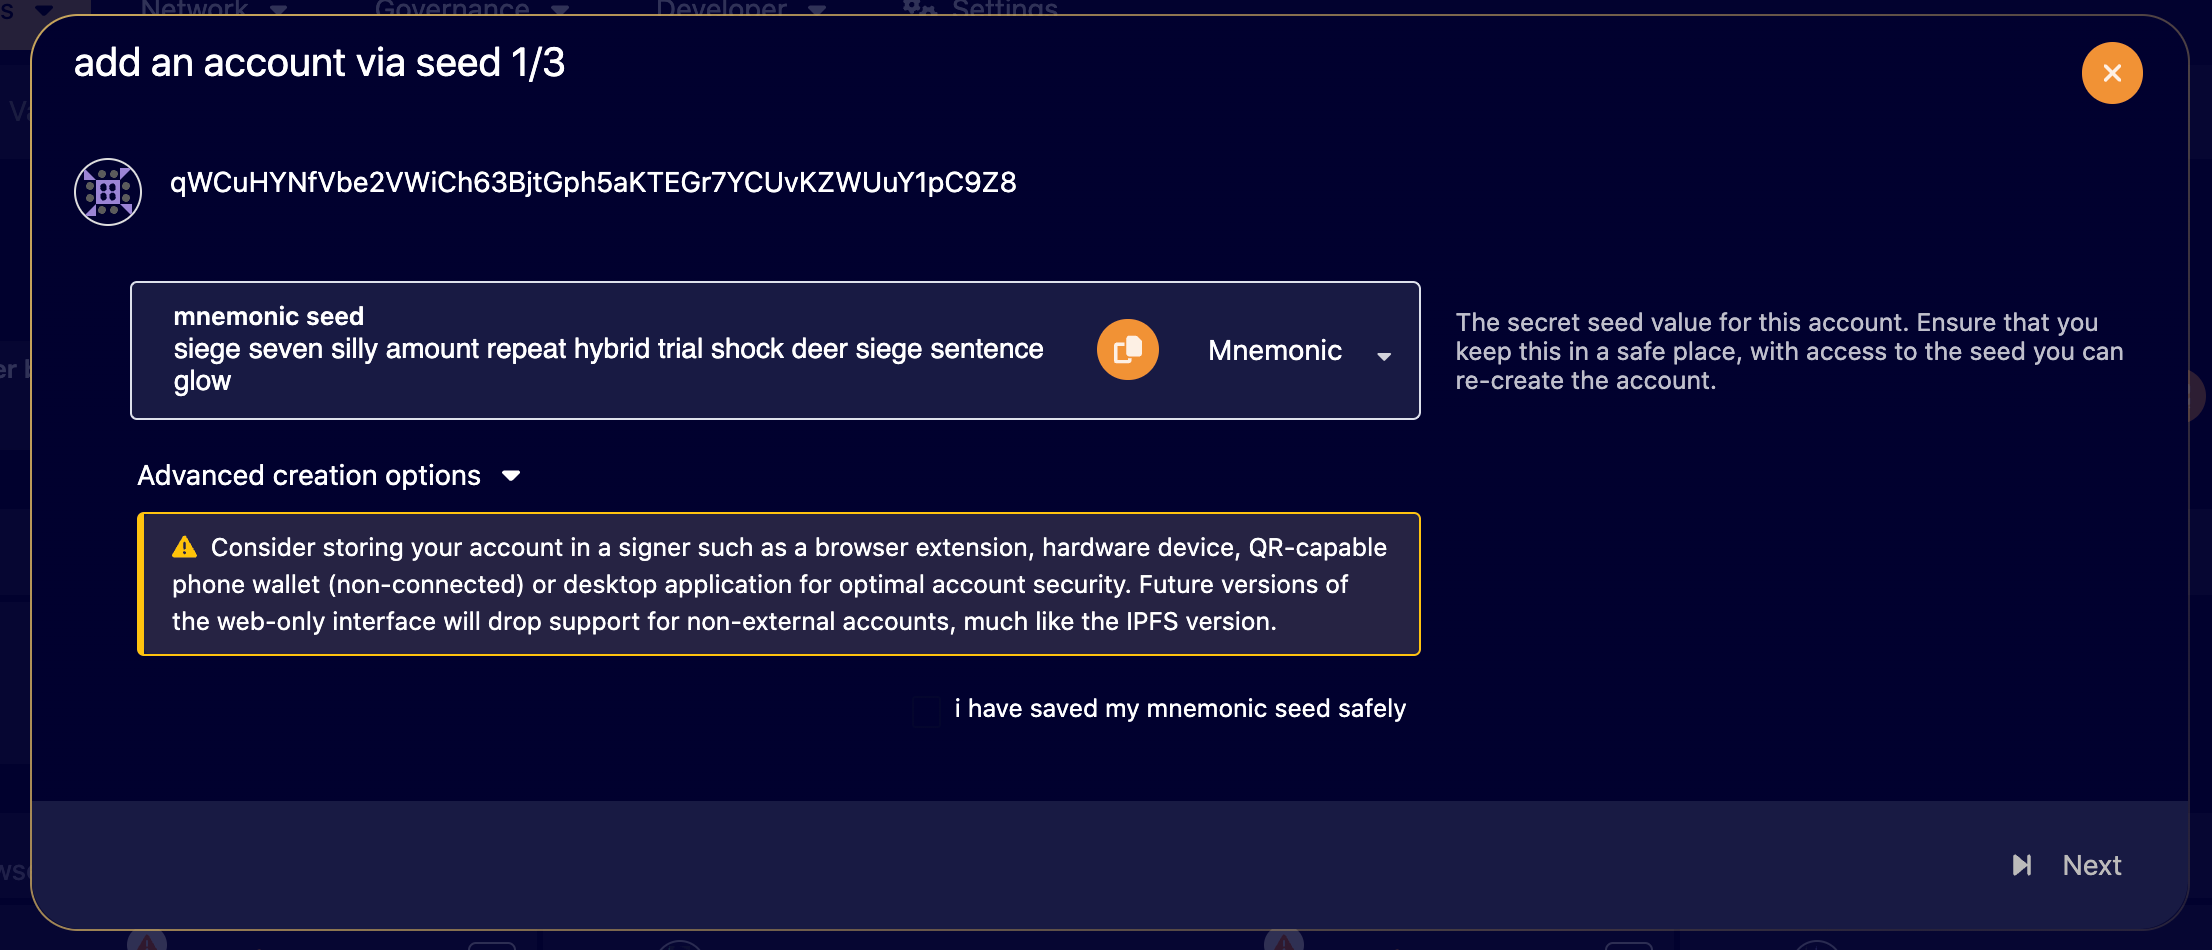 Network
Governance
Developer
Settings
add an account via seed 1/3
qWCuHYNfVbe2VWiCh63BjtGph5aKTEGr7YCUvKZWUuY1pC9Z8
mnemonic seed
siege seven silly amount repeat hybrid trial shock deer siege sentence
glow
Mnemonic
The secret seed value for this account. Ensure that you
keep this in a safe place, with access to the seed you can
re-create the account.
Advanced creation options
Consider storing your account in a signer such as a browser extension, hardware device, QR-capable
phone wallet (non-connected) or desktop application for optimal account security. Future versions of
the web-only interface will drop support for non-external accounts, much like the IPFS version.
i have saved my mnemonic seed safely
Next